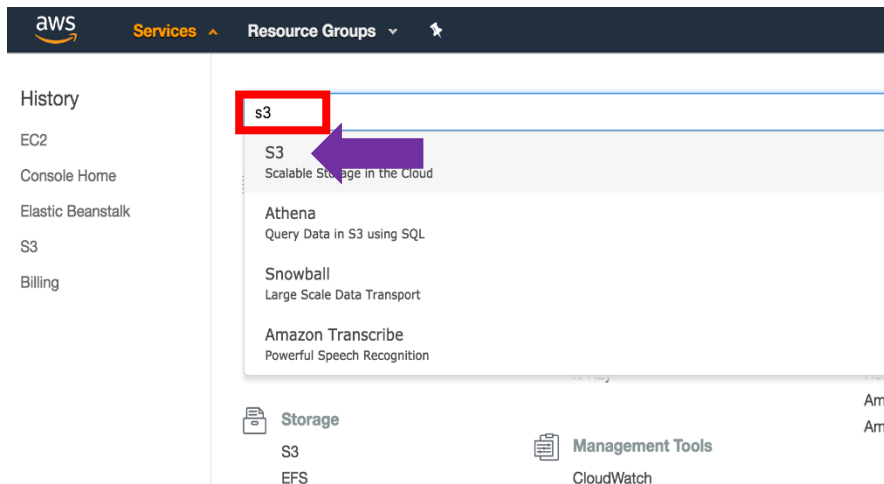 aws
Services
Resource Groups
History
EC2
Console Home
Elastic Beanstalk
S3
Billing
s3
S3
Scalable Storage in the Cloud
Athena
Query Data in S3 using SQL
Snowball
Large Scale Data Transport
Amazon Transcribe
Powerful Speech Recognition
Storage
S3
EFS
Management Tools
CloudWatch
Am
Am